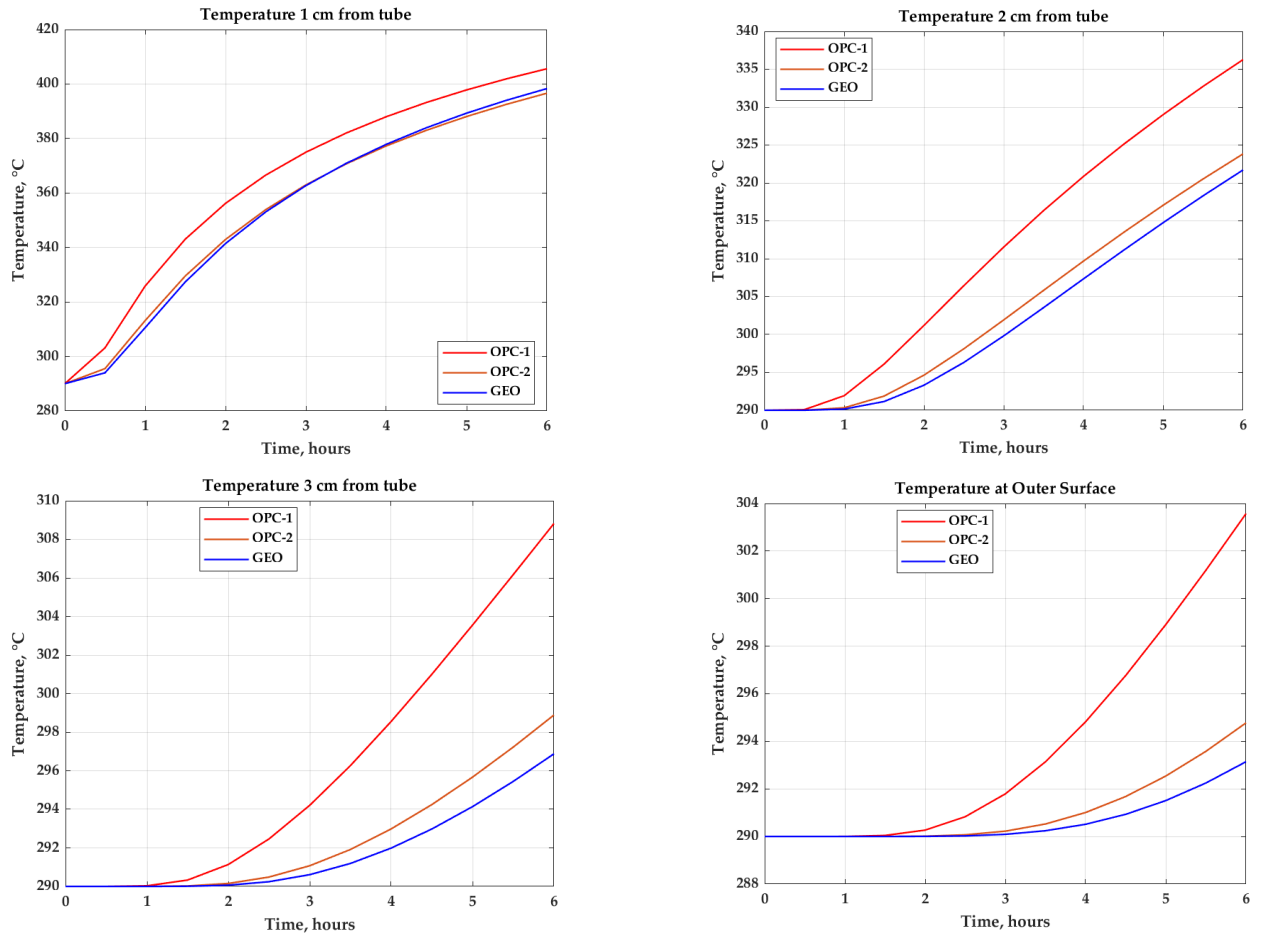 Temperature 1 cm from tube
420
400
380
360
340
320
300
280
0 1 2 3 4 5 6
Temperature, °C
Time, hours
OPC-1
OPC-2
GEO
Temperature 2 cm from tube
340
335
330
325
320
315
310
305
300
295
290
0 1 2 3 4 5 6
Temperature, °C
Time, hours
OPC-1
OPC-2
GEO
Temperature 3 cm from tube
310
308
306
304
302
300
298
296
294
292
290
0 1 2 3 4 5 6
Temperature, °C
Time, hours
OPC-1
OPC-2
GEO
Temperature at Outer Surface
304
302
300
298
296
294
292
290
288
0 1 2 3 4 5 6
Temperature, °C
Time, hours
OPC-1
OPC-2
GEO